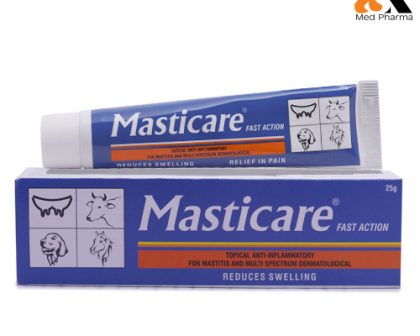 Med Pharma
25g
Masticare®
FAST ACTION
TOPICAL ANTI-INFLAMMATORY
FOR MASTITIS AND MULTI-SPECTRUM DERMATOLOGICAL
REDUCES SWELLING RELIEF IN PAIN
25g
Masticare®
FAST ACTION
TOPICAL ANTI-INFLAMMATORY
FOR MASTITIS AND MULTI SPECTRUM DERMATOLOGICAL
REDUCES SWELLING